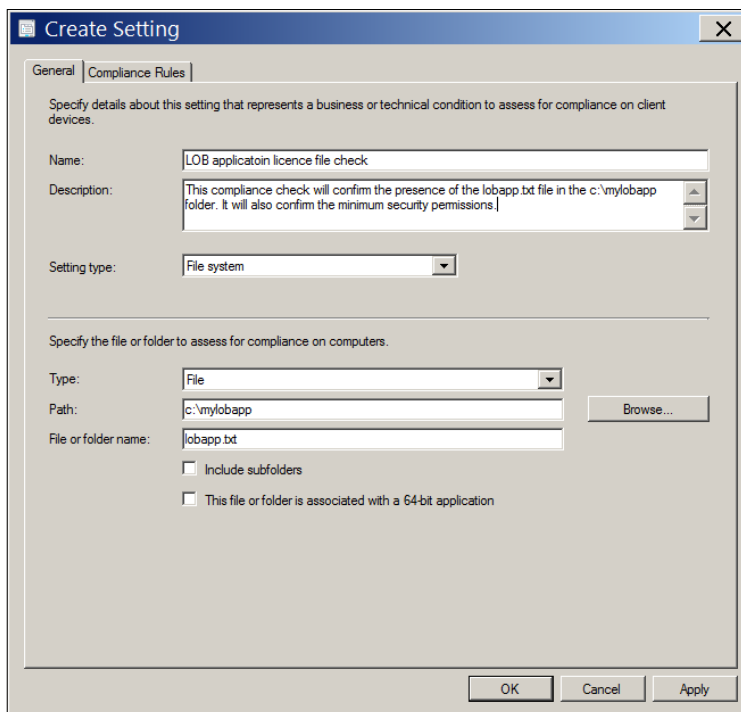 Create Setting
General
Compliance Rules
Specify details about this setting that represents a business or technical condition to assess for compliance on client
devices.
Name:
LOB applicatoin licence file check
Description:
This compliance check will confirm the presence of the lobapp.txt file in the c:\mylobapp
folder. It will also confirm the minimum security permissions.
Setting type:
File system
Specify the file or folder to assess for compliance on computers.
Type:
File
Path:
c:\mylobapp
Browse...
File or folder name:
lobapp.txt
Include subfolders
This file or folder is associated with a 64-bit application
OK
Cancel
Apply